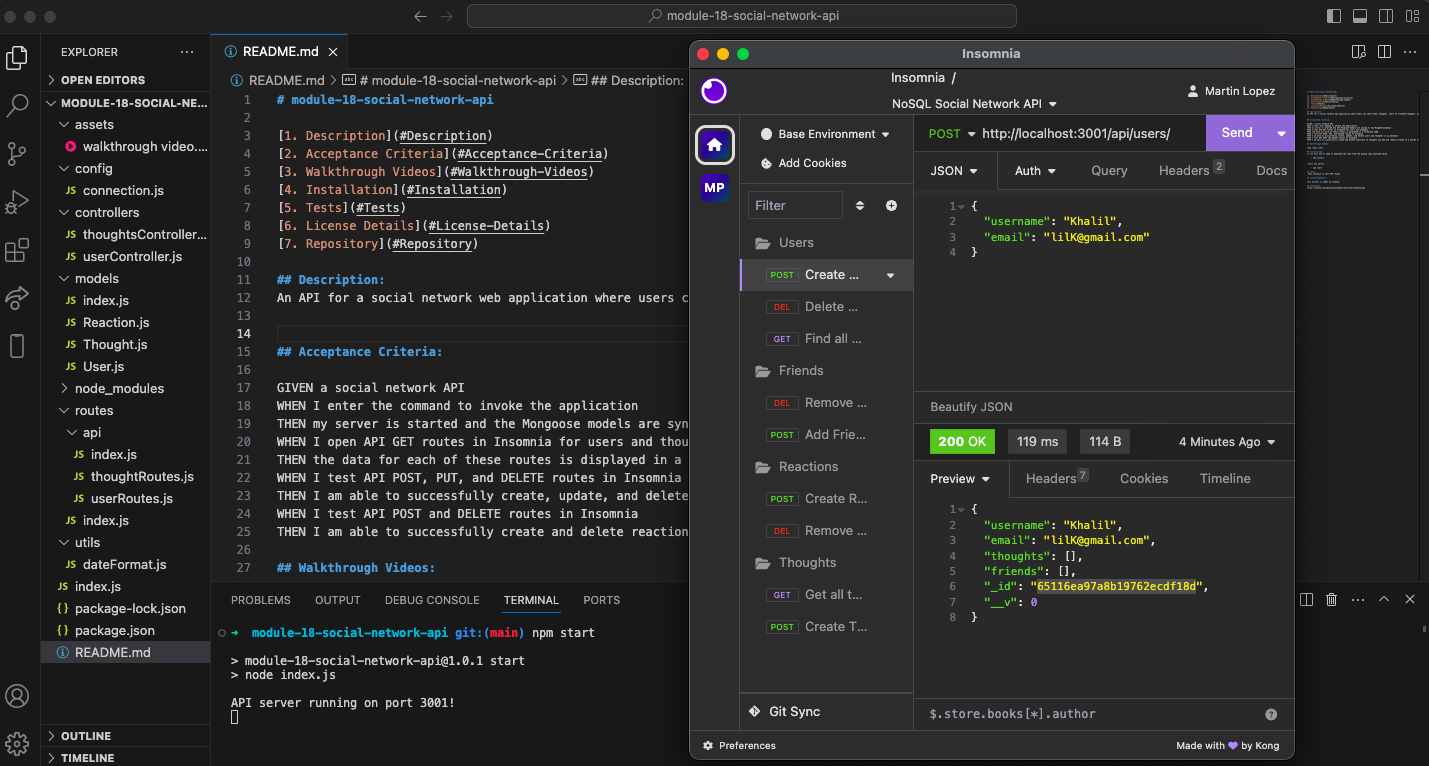 module-18-social-network-api
EXPLORER
OPEN EDITORS
MODULE-18-SOCIAL-NE...
assets
walkthrough video....
config
JS connection.js
controllers
JS thoughtsController...
JS userController.js
models
JS index.js
JS Reaction.js
JS Thought.js
JS User.js
node_modules
routes
api
JS index.js
JS thoughtRoutes.js
JS userRoutes.js
JS index.js
utils
JS dateFormat.js
JS index.js
{} package-lock.json
{} package.json
README.md
OUTLINE
TIMELINE
README.md
README.md > # module-18-social-network-api > ## Description:
1 # module-18-social-network-api
2
3 [1. Description](#Description)
4 [2. Acceptance Criteria](#Acceptance-Criteria)
5 [3. Walkthrough Videos](#Walkthrough-Videos)
6 [4. Installation](#Installation)
7 [5. Tests](#Tests)
8 [6. License Details](#License-Details)
9 [7. Repository](#Repository)
10
11 ## Description:
12 An API for a social network web application where users c
13
14
15 ## Acceptance Criteria:
16
17 GIVEN a social network API
18 WHEN I enter the command to invoke the application
19 THEN my server is started and the Mongoose models are syn
20 WHEN I open API GET routes in Insomnia for users and thou
21 THEN the data for each of these routes is displayed in a
22 WHEN I test API POST, PUT, and DELETE routes in Insomnia
23 THEN I am able to successfully create, update, and delete
24 WHEN I test API POST and DELETE routes in Insomnia
25 THEN I am able to successfully create and delete reaction
26
27 ## Walkthrough Videos:
PROBLEMS OUTPUT DEBUG CONSOLE TERMINAL PORTS
➜ module-18-social-network-api git:(main) npm start
> module-18-social-network-api@1.0.1 start
> node index.js
API server running on port 3001!
Insomnia
Insomnia /
NoSQL Social Network API
Martin Lopez
MP
Base Environment
Add Cookies
Filter
Users
POST Create ...
DEL Delete ...
GET Find all ...
Friends
DEL Remove ...
POST Add Frie...
Reactions
POST Create R...
DEL Remove ...
Thoughts
GET Get all t...
POST Create T...
Git Sync
POST http://localhost:3001/api/users/ Send
JSON Auth Query Headers 2 Docs
1 {
2 "username": "Khalil",
3 "email": "lilK@gmail.com"
4 }
Beautify JSON
200 OK 119 ms 114 B 4 Minutes Ago
Preview Headers 7 Cookies Timeline
1 {
2 "username": "Khalil",
3 "email": "lilK@gmail.com",
4 "thoughts": [],
5 "friends": [],
6 "_id": "65116ea97a8b19762ecdf18d",
7 "__v": 0
8 }
$.store.books[*].author
Preferences
Made with ♥ by Kong